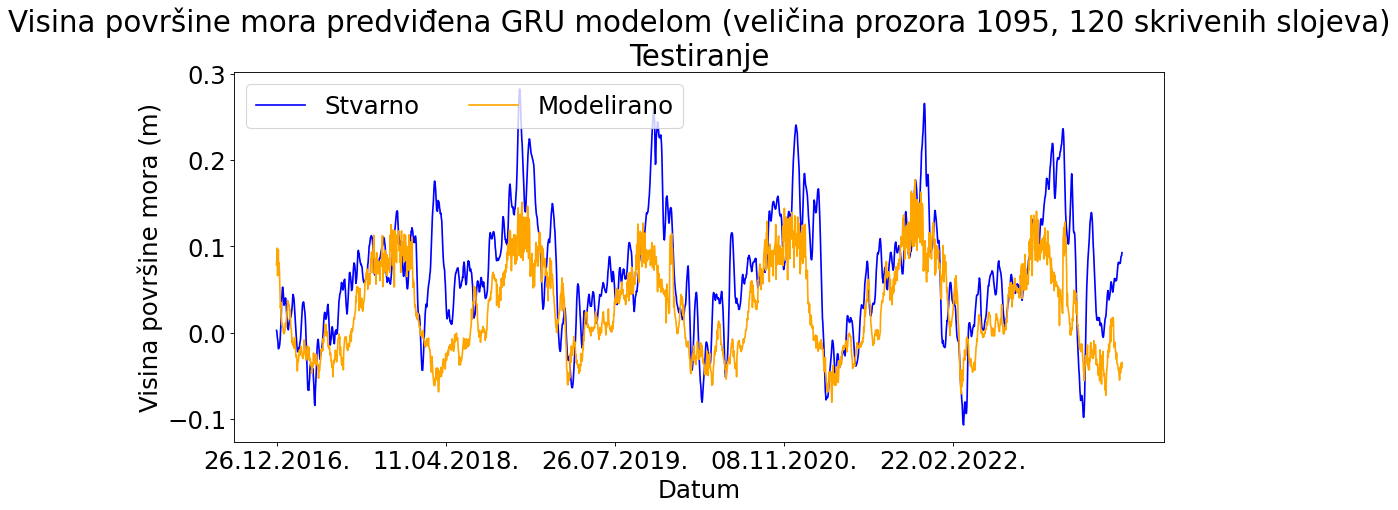 Visina površine mora predviđena GRU modelom (veličina prozora 1095, 120 skrivenih slojeva)
Testiranje
Stvarno
Modelirano
Visina površine mora (m)
0.3
0.2
0.1
0.0
−0.1
26.12.2016.
11.04.2018.
26.07.2019.
08.11.2020.
22.02.2022.
Datum